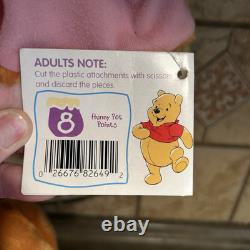 ADULTS NOTE:
Cut the plastic attachments with scissors
and discard the pieces.
8
Hunny Pot
Points
0 26676 82649 2
ebay